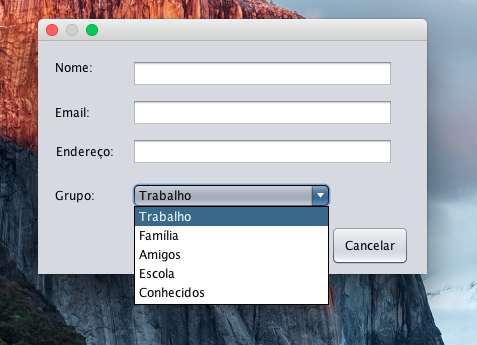 Nome:
Email:
Endereço:
Grupo:
Trabalho
Trabalho
Família
Amigos
Escola
Conhecidos
Cancelar